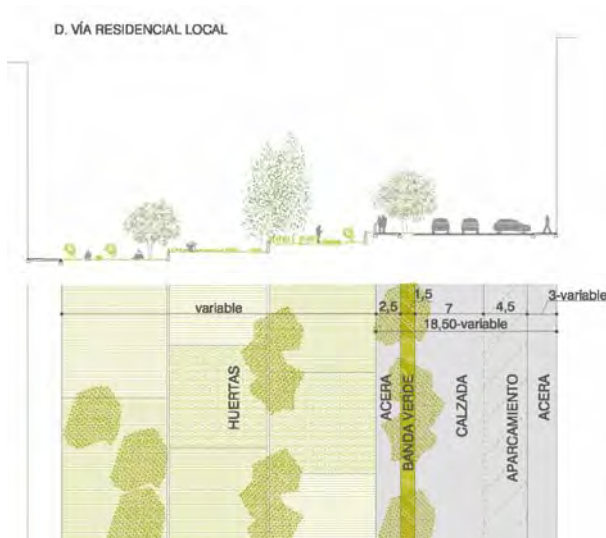 D. VÍA RESIDENCIAL LOCAL
variable
2,5
1,5
7
4,5
3-variable
18,50-variable
HUERTAS
ACERA
BANDA VERDE
CALZADA
APARCAMIENTO
ACERA